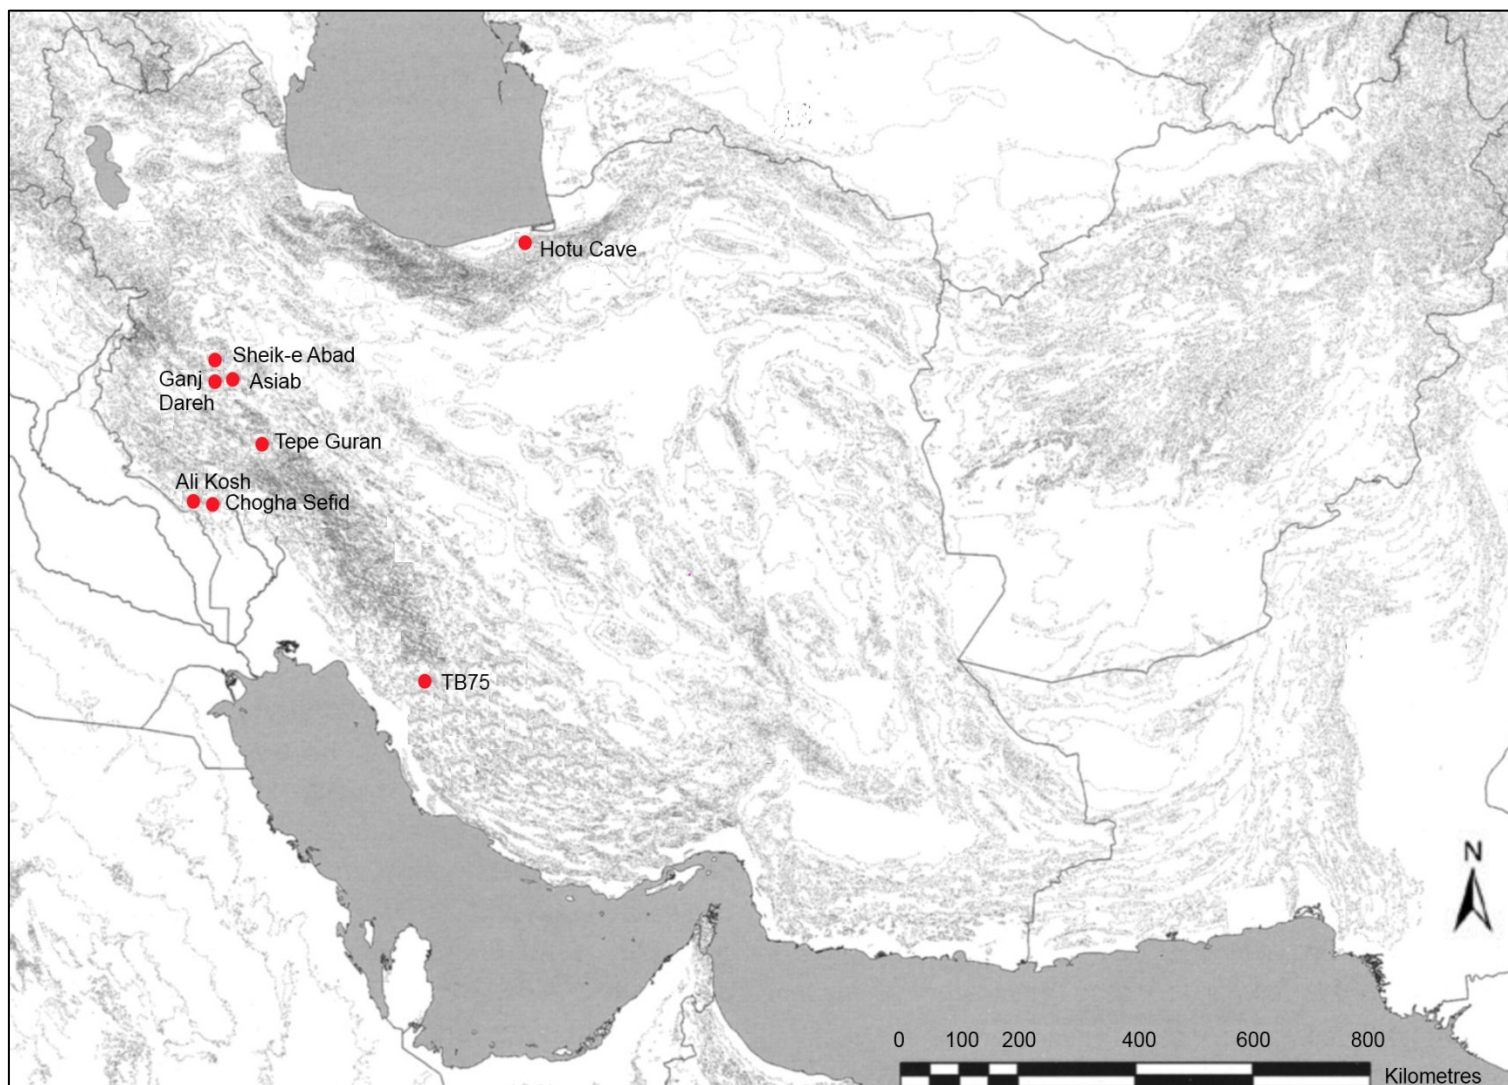 Hotu Cave
Sheik-e Abad
Ganj
Dareh
Asiab
Tepe Guran
Ali Kosh
Chogha Sefid
TB75
N
0 100 200 400 600 800
Kilometres